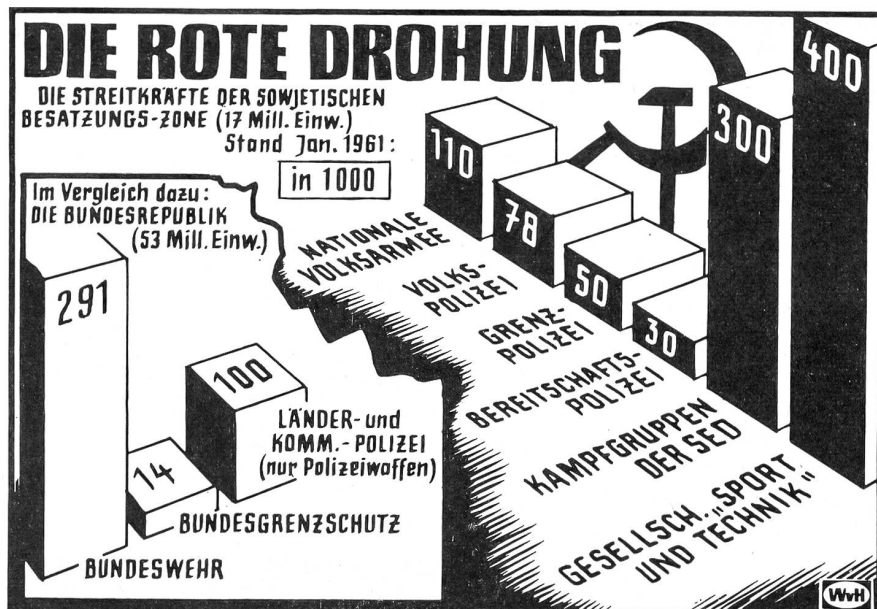 DIE ROTE DROHUNG
DIE STREITKRÄFTE DER SOWJETISCHEN
BESATZUNGS-ZONE (17 Mill. Einw.)
Stand Jan. 1961:
in 1000
Im Vergleich dazu:
DIE BUNDESREPUBLIK
(53 Mill. Einw.)
291
BUNDESWEHR
14
BUNDESGRENZSCHUTZ
100
LÄNDER- und
KOMM.-POLIZEI
(nur Polizeiwaffen)
110
NATIONALE
VOLKSARMEE
78
VOLKS-
POLIZEI
50
GRENZ-
POLIZEI
30
BEREITSCHAFTS-
POLIZEI
300
KAMPFGRUPPEN
DER SED
400
GESELLSCH. „SPORT
UND TECHNIK"
WvH